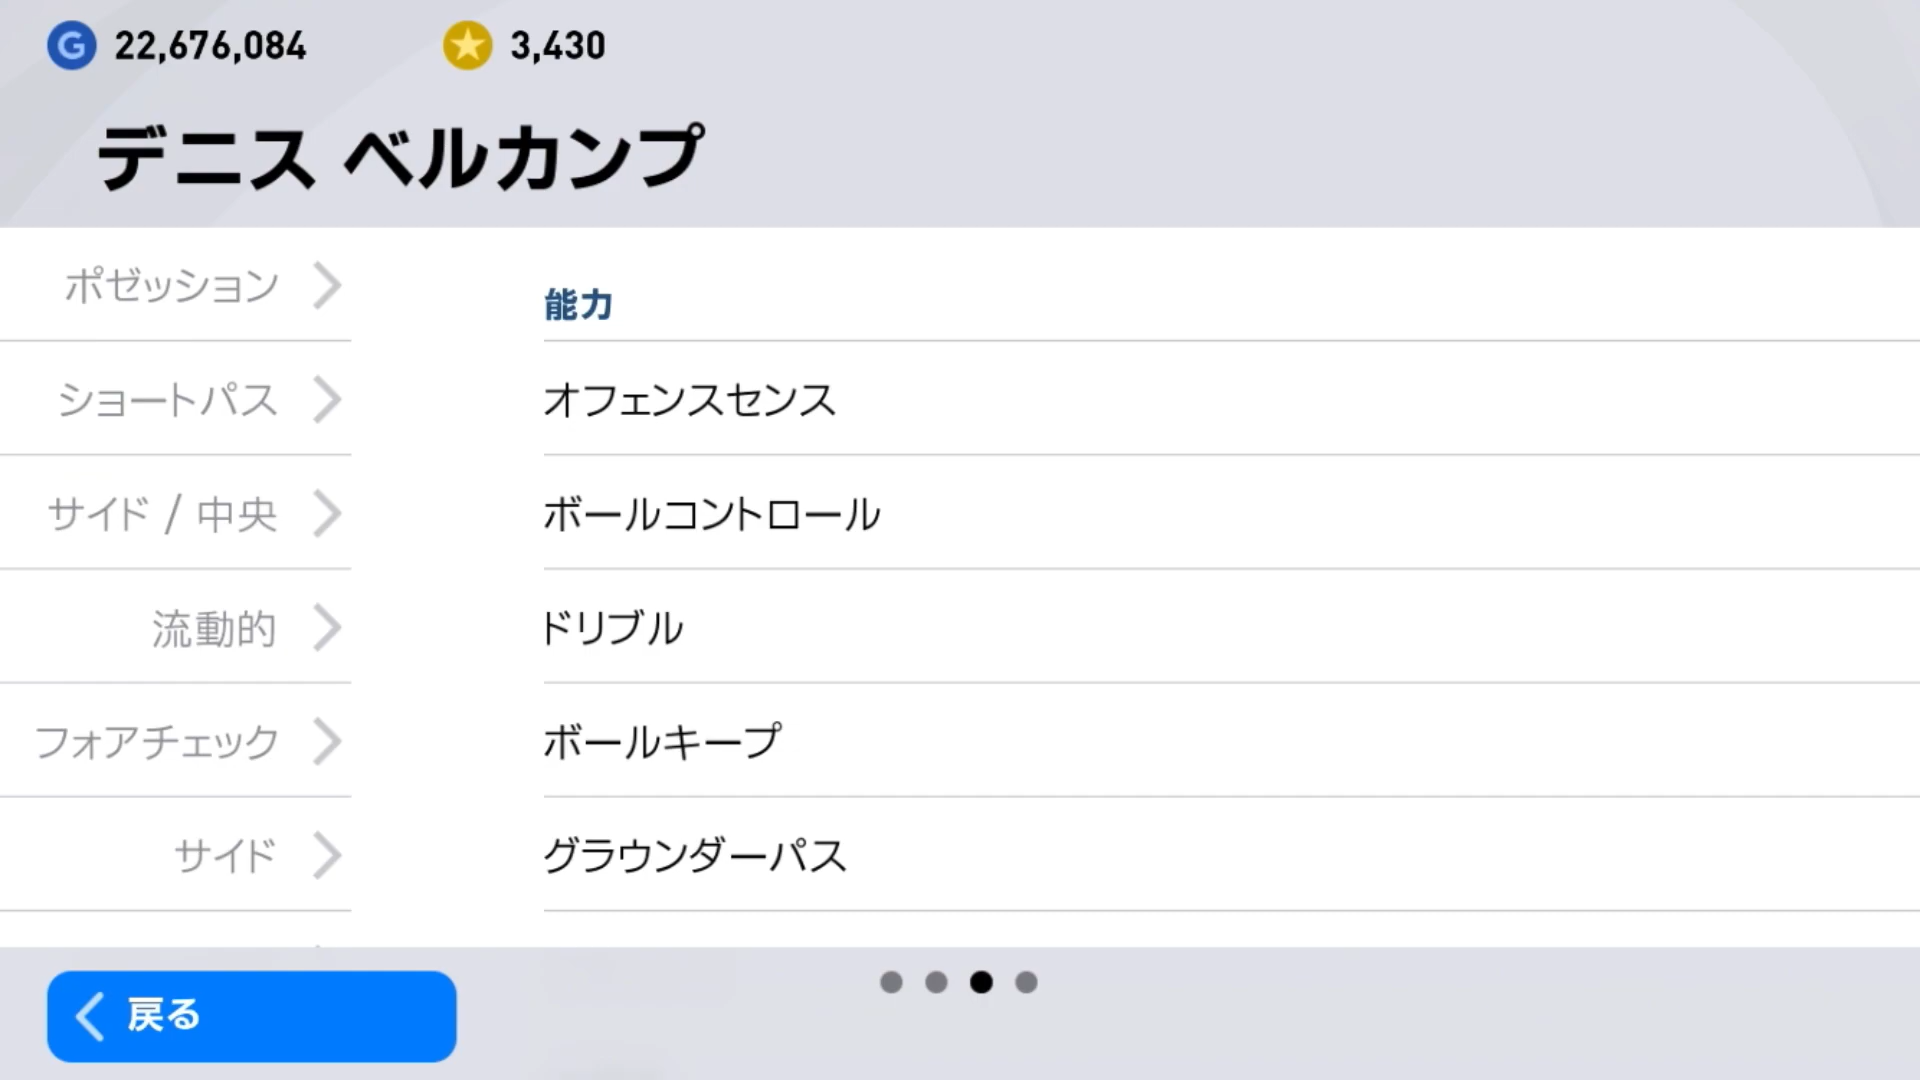 22,676,084
3,430
デニス ベルカンプ
ポゼッション
ショートパス
サイド / 中央
流動的
フォアチェック
サイド
能力
オフェンスセンス
ボールコントロール
ドリブル
ボールキープ
グラウンダーパス
戻る